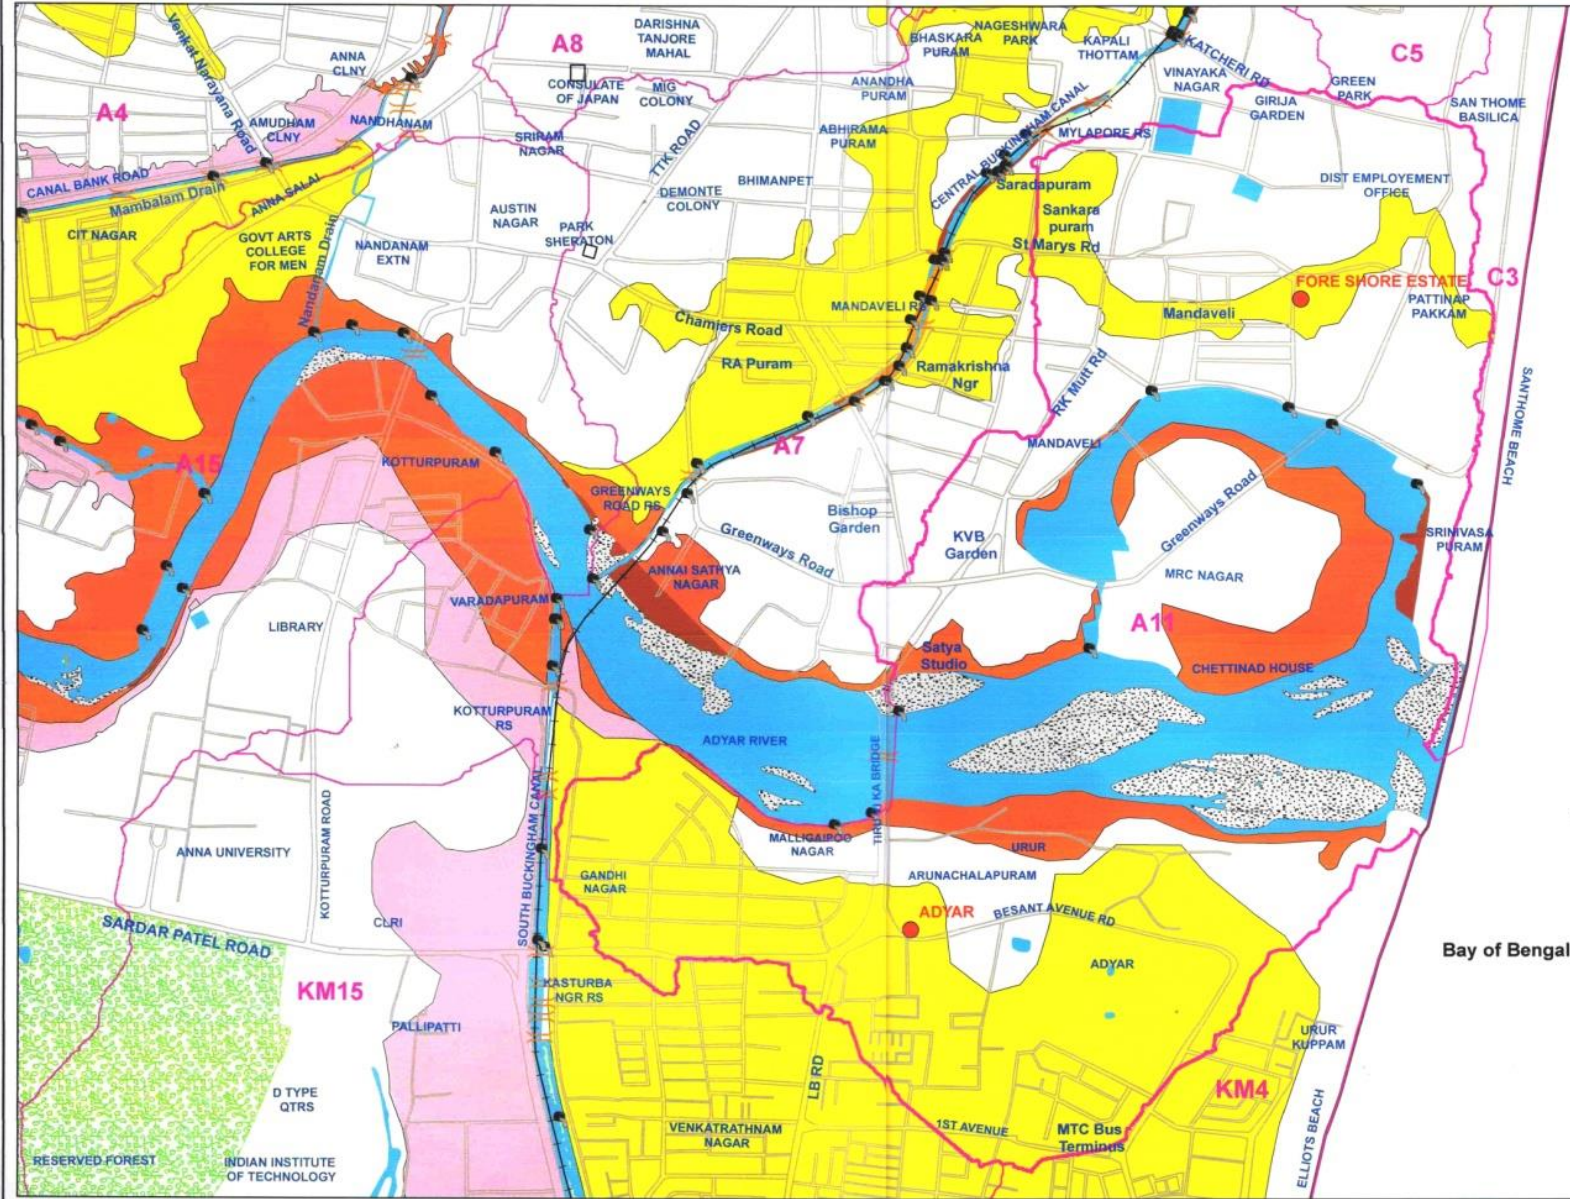 Venkat Narayana Road
ANNA
CLNY
A8
DARISHNA
TANJORE
MAHAL
BHASKARA
PURAM
NAGESHWARA
PARK
KAPALI
THOTTAM
KATCHERI RD
C5
A4
AMUDHAM
CLNY
NANDHANAM
CONSULATE
OF JAPAN
MIG
COLONY
ANANDHA
PURAM
VINAYAKA
NAGAR
GREEN
PARK
GIRIJA
GARDEN
SAN THOME
BASILICA
SRIRAM
NAGAR
TTK ROAD
ABHIRAMA
PURAM
CENTRAL BUCKINGHAM CANAL
MYLAPORE RS
CANAL BANK ROAD
Mambalam Drain
ANNA SALAI
DEMONTE
COLONY
BHIMANPET
Saradapuram
DIST EMPLOYEMENT
OFFICE
CIT NAGAR
GOVT ARTS
COLLEGE
FOR MEN
Nandanam Drain
NANDANAM
EXTN
AUSTIN
NAGAR
PARK
SHERATON
Sankara
puram
St Marys Rd
FORE SHORE ESTATE
C3
PATTINAP
PAKKAM
Chamiers Road
MANDAVELI RS
Mandaveli
RA Puram
Ramakrishna
Ngr
RK Mutt Rd
SANTHOME BEACH
A15
KOTTURPURAM
A7
MANDAVELI
GREENWAYS
ROAD RS
Greenways Road
Bishop
Garden
KVB
Garden
Greenways Road
SRINIVASA
PURAM
ANNAI SATHYA
NAGAR
MRC NAGAR
VARADAPURAM
LIBRARY
A11
Satya
Studio
CHETTINAD HOUSE
KOTTURPURAM
RS
ADYAR RIVER
TIRU VI KA BRIDGE
SOUTH BUCKINGHAM CANAL
KOTTURPURAM ROAD
ANNA UNIVERSITY
MALLIGAIPOO
NAGAR
URUR
GANDHI
NAGAR
ARUNACHALAPURAM
CLRI
ADYAR
BESANT AVENUE RD
SARDAR PATEL ROAD
Bay of Bengal
ADYAR
KM15
KASTURBA
NGR RS
PALLIPATTI
URUR
KUPPAM
LB RD
KM4
D TYPE
QTRS
VENKATRATHNAM
NAGAR
1ST AVENUE
MTC Bus
Terminus
ELLIOTS BEACH
RESERVED FOREST
INDIAN INSTITUTE
OF TECHNOLOGY